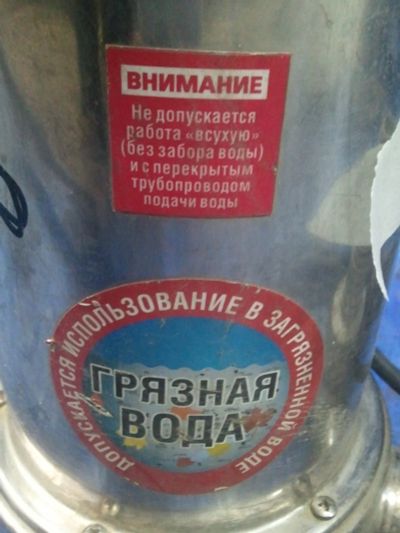 ВНИМАНИЕ
Не допускается
работа «всухую»
(без забора воды)
и с перекрытым
трубопроводом
подачи воды
ДОПУСКАЕТСЯ ИСПОЛЬЗОВАНИЕ В ЗАГРЯЗНЕННОЙ ВОДЕ
ГРЯЗНАЯ
ВОДА